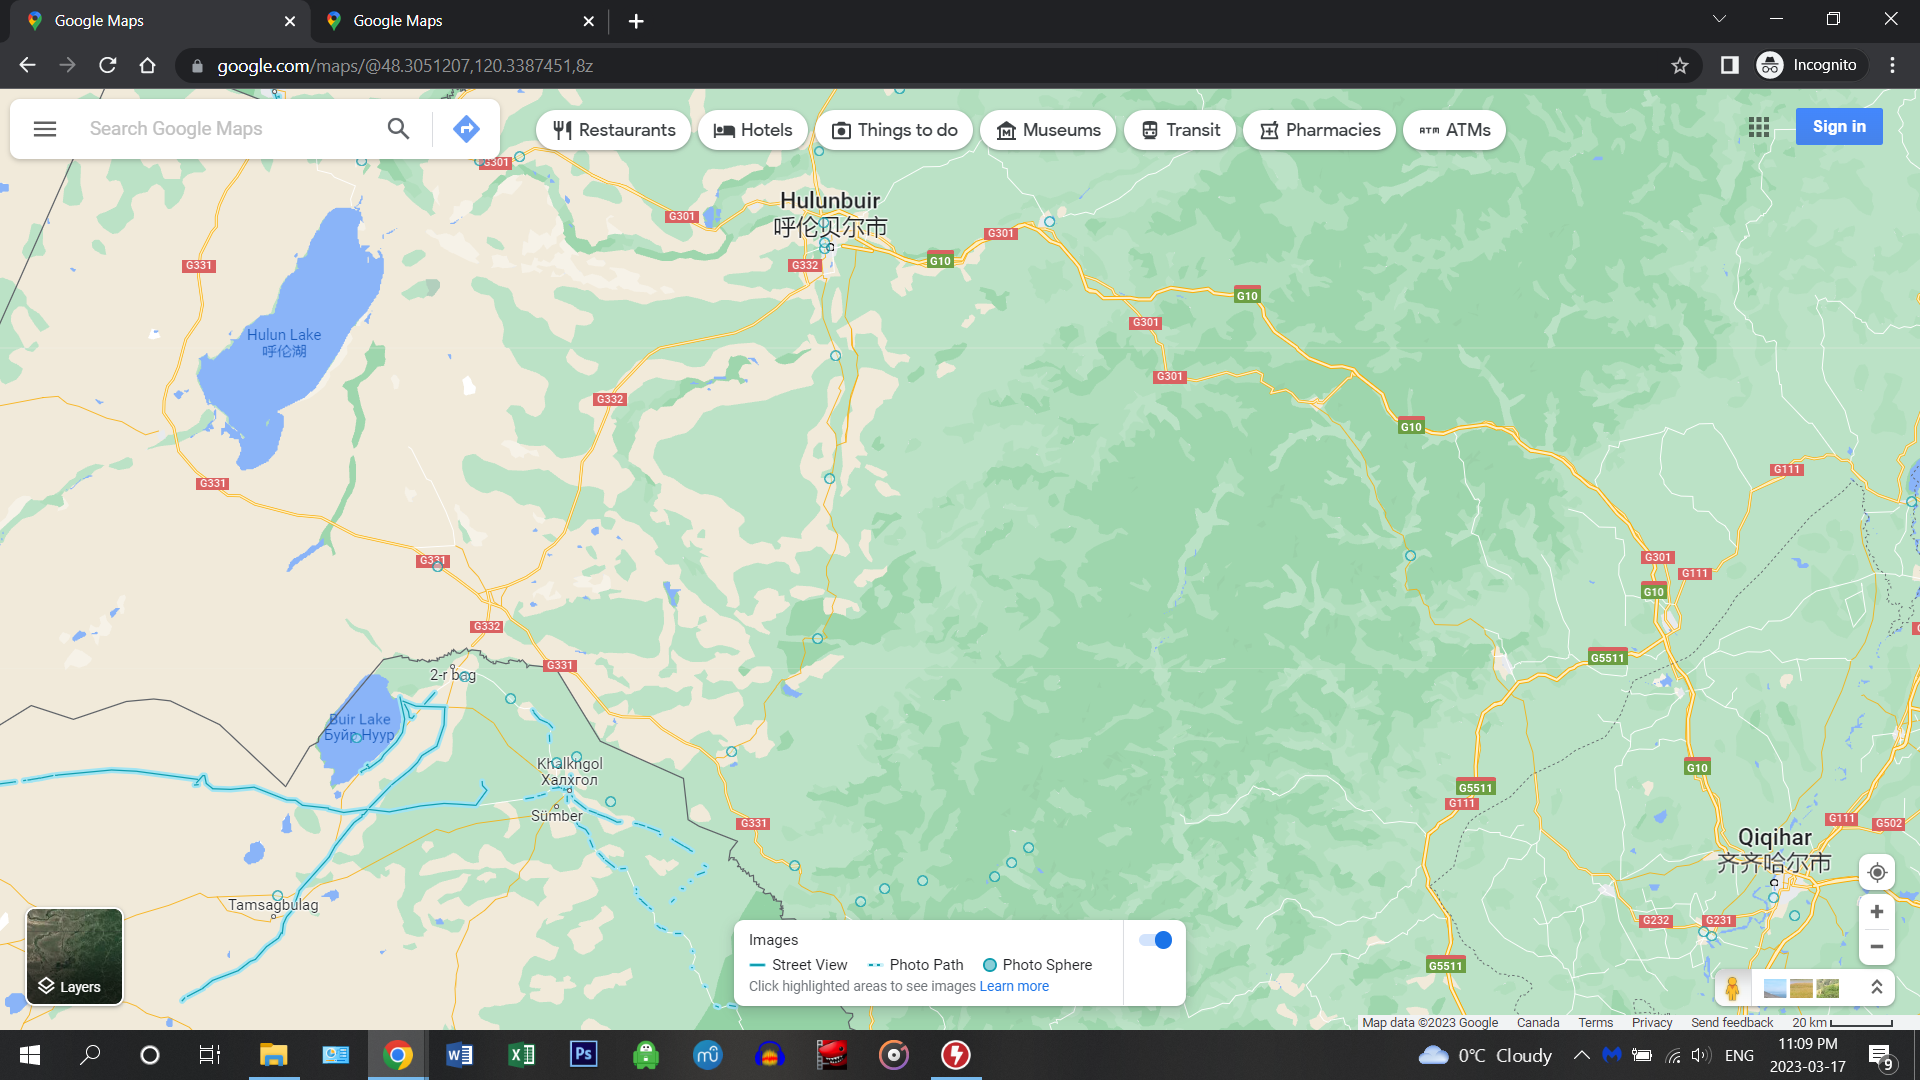 Google Maps
Google Maps
google.com/maps/@48.3051207,120.3387451,8z
Incognito
Search Google Maps
Restaurants
Hotels
Things to do
Museums
Transit
Pharmacies
ATM ATMs
Sign in
G301
Hulunbuir
呼伦贝尔市
G301
G301
G10
G331
G332
G10
G301
Hulun Lake
呼伦湖
G301
G332
G10
G111
G331
G331
G301
G111
G10
G332
G5511
G331
2-r bag
Buir Lake
Буйр Нуур
Khalkhgol
Халхгол
G10
G5511
G111
Sümber
G331
G111
G502
Qiqihar
齐齐哈尔市
Tamsagbulag
G232
G231
G5511
Layers
Images
Street View
Photo Path
Photo Sphere
Click highlighted areas to see images Learn more
Map data ©2023 Google
Canada
Terms
Privacy
Send feedback
20 km
W
X
Ps
mü
0°C Cloudy
ENG
11:09 PM
2023-03-17
9